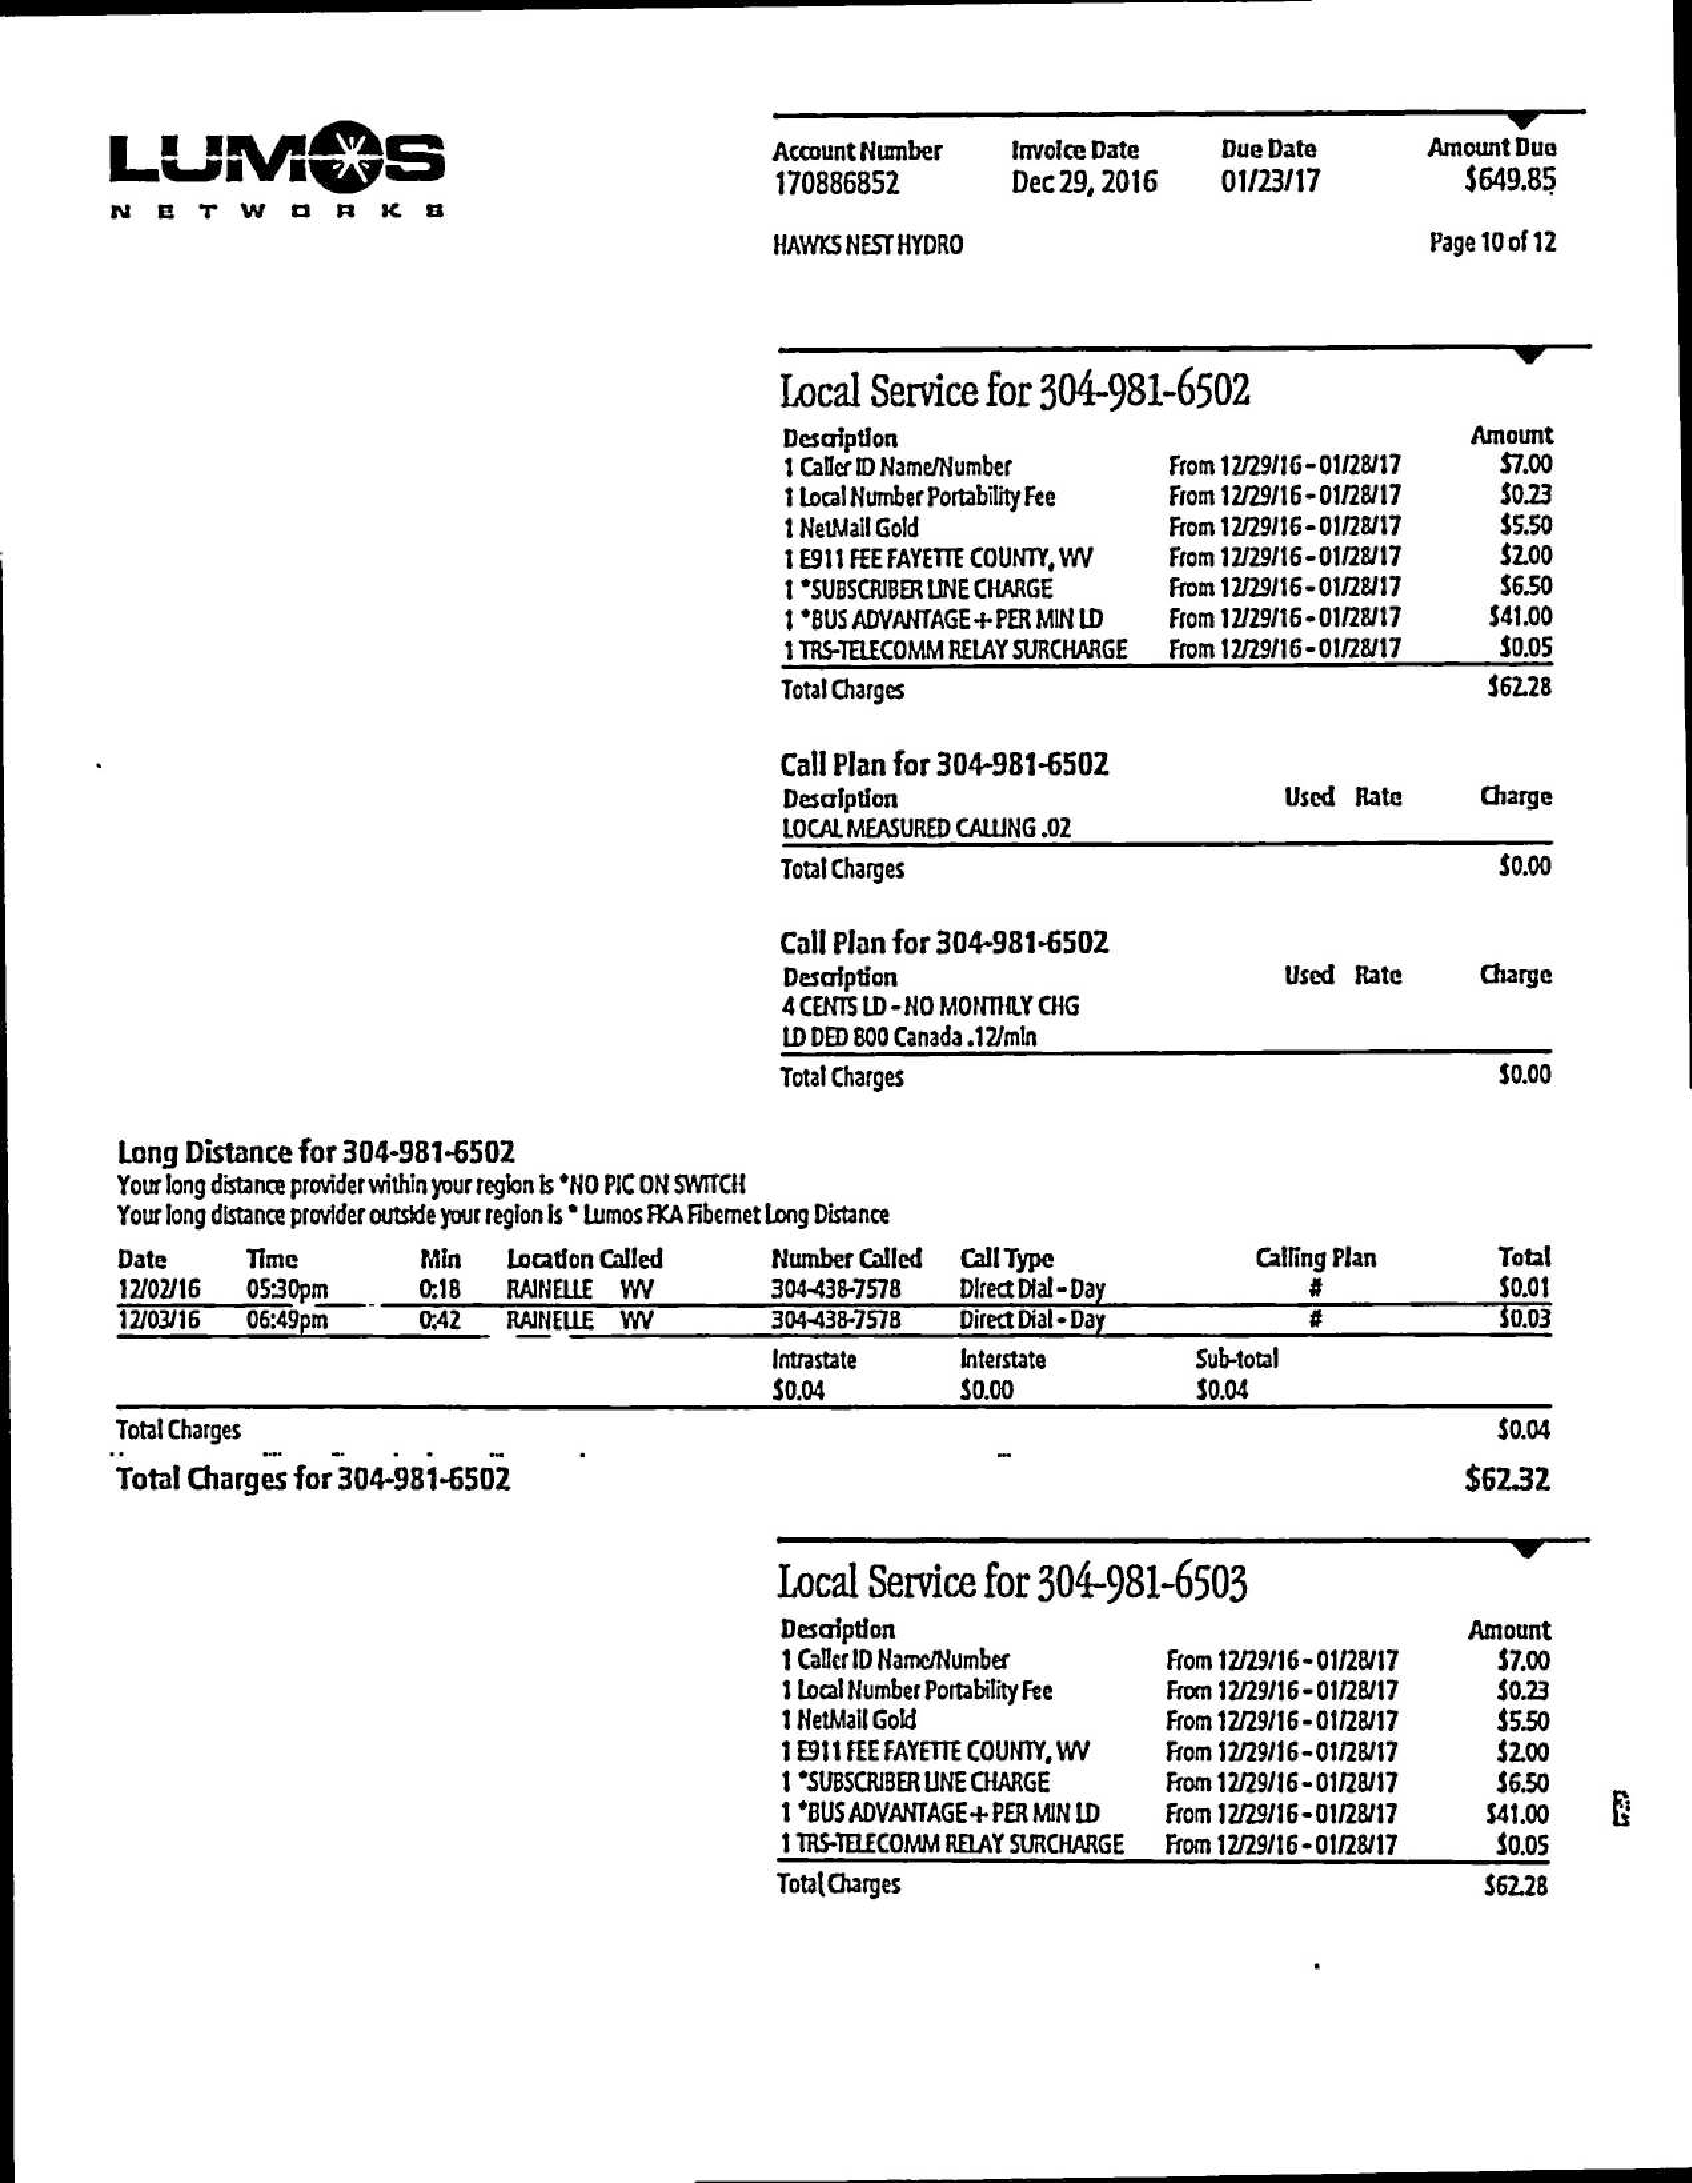 LUMOS
NETWORKS
Account Number Invoice Date Due Date Amount Due
170886852 Dec 29, 2016 01/23/17 $649.85
HAWKS NEST HYDRO Page 10 of 12
Local Service for 304-981-6502
Description Amount
1 Caller ID Name/Number From 12/29/16 - 01/28/17 $7.00
1 Local Number Portability Fee From 12/29/16 - 01/28/17 $0.23
1 NetMail Gold From 12/29/16 - 01/28/17 $5.50
1 E911 FEE FAYETTE COUNTY, WV From 12/29/16 - 01/28/17 $2.00
1 *SUBSCRIBER LINE CHARGE From 12/29/16 - 01/28/17 $6.50
1 *BUS ADVANTAGE + PER MIN LD From 12/29/16 - 01/28/17 $41.00
1 TRS-TELECOMM RELAY SURCHARGE From 12/29/16 - 01/28/17 $0.05
Total Charges $62.28
Call Plan for 304-981-6502
Description Used Rate Charge
LOCAL MEASURED CALLING .02
Total Charges $0.00
Call Plan for 304-981-6502
Description Used Rate Charge
4 CENTS LD - NO MONTHLY CHG
LD DED 800 Canada .12/min
Total Charges $0.00
Long Distance for 304-981-6502
Your long distance provider within your region is *NO PIC ON SWITCH
Your long distance provider outside your region is * Lumos FKA Fibernet Long Distance
Date Time Min Location Called Number Called Call Type Calling Plan Total
12/02/16 05:30pm 0:18 RAINELLE WV 304-438-7578 Direct Dial - Day # $0.01
12/03/16 06:49pm 0:42 RAINELLE WV 304-438-7578 Direct Dial - Day # $0.03
Intrastate Interstate Sub-total
$0.04 $0.00 $0.04
Total Charges $0.04
Total Charges for 304-981-6502 $62.32
Local Service for 304-981-6503
Description Amount
1 Caller ID Name/Number From 12/29/16 - 01/28/17 $7.00
1 Local Number Portability Fee From 12/29/16 - 01/28/17 $0.23
1 NetMail Gold From 12/29/16 - 01/28/17 $5.50
1 E911 FEE FAYETTE COUNTY, WV From 12/29/16 - 01/28/17 $2.00
1 *SUBSCRIBER LINE CHARGE From 12/29/16 - 01/28/17 $6.50
1 *BUS ADVANTAGE + PER MIN LD From 12/29/16 - 01/28/17 $41.00
1 TRS-TELECOMM RELAY SURCHARGE From 12/29/16 - 01/28/17 $0.05
Total Charges $62.28